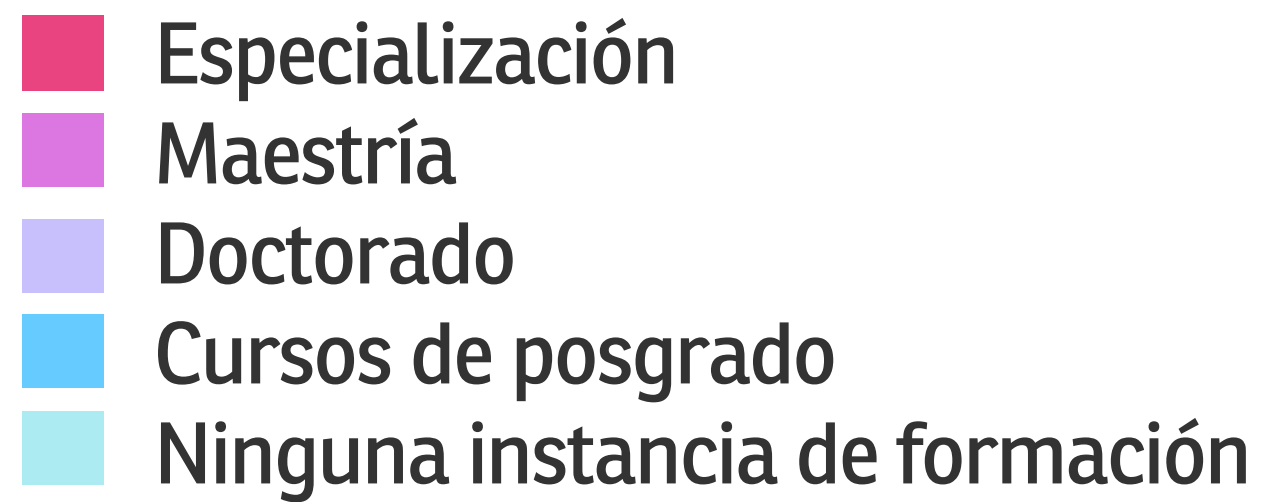 Especialización
Maestría
Doctorado
Cursos de posgrado
Ninguna instancia de formación